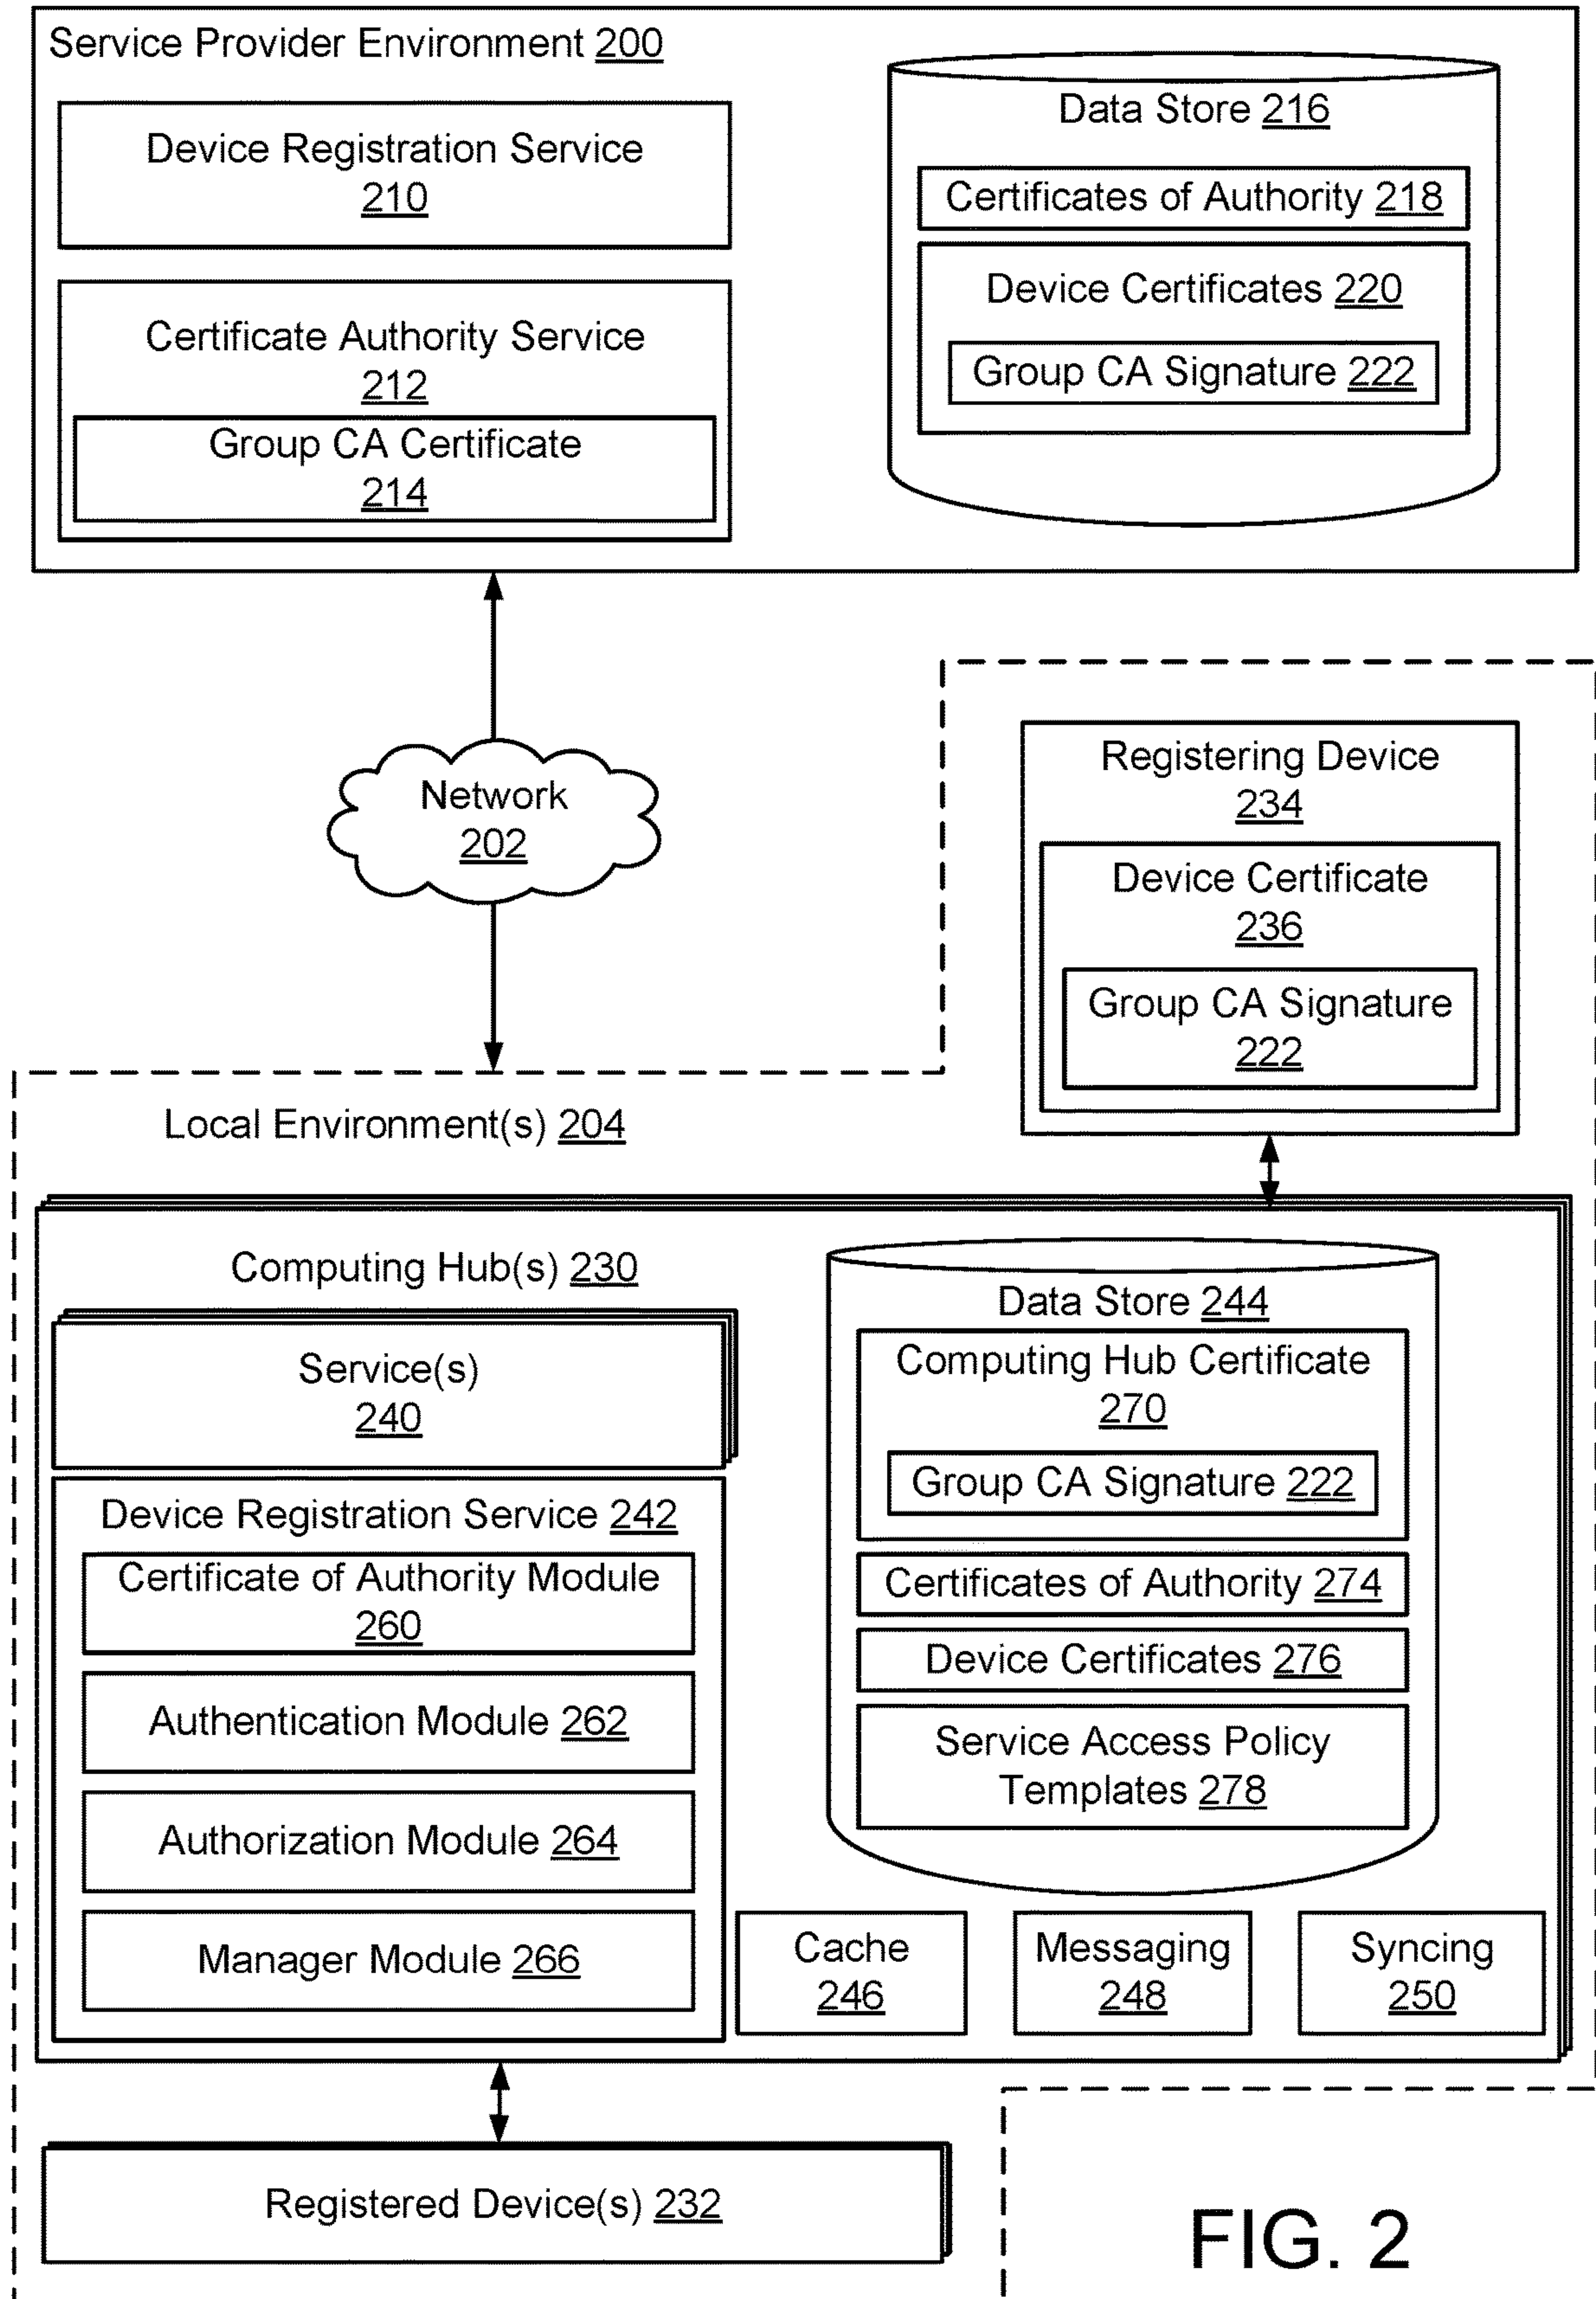 Service Provider Environment 200
Device Registration Service
210
Certificate Authority Service
212
Group CA Certificate
214
Data Store 216
Certificates of Authority 218
Device Certificates 220
Group CA Signature 222
Network
202
Registering Device
234
Device Certificate
236
Group CA Signature
222
Local Environment(s) 204
Computing Hub(s) 230
Service(s)
240
Device Registration Service 242
Certificate of Authority Module
260
Authentication Module 262
Authorization Module 264
Manager Module 266
Data Store 244
Computing Hub Certificate
270
Group CA Signature 222
Certificates of Authority 274
Device Certificates 276
Service Access Policy
Templates 278
Cache
246
Messaging
248
Syncing
250
Registered Device(s) 232
FIG. 2